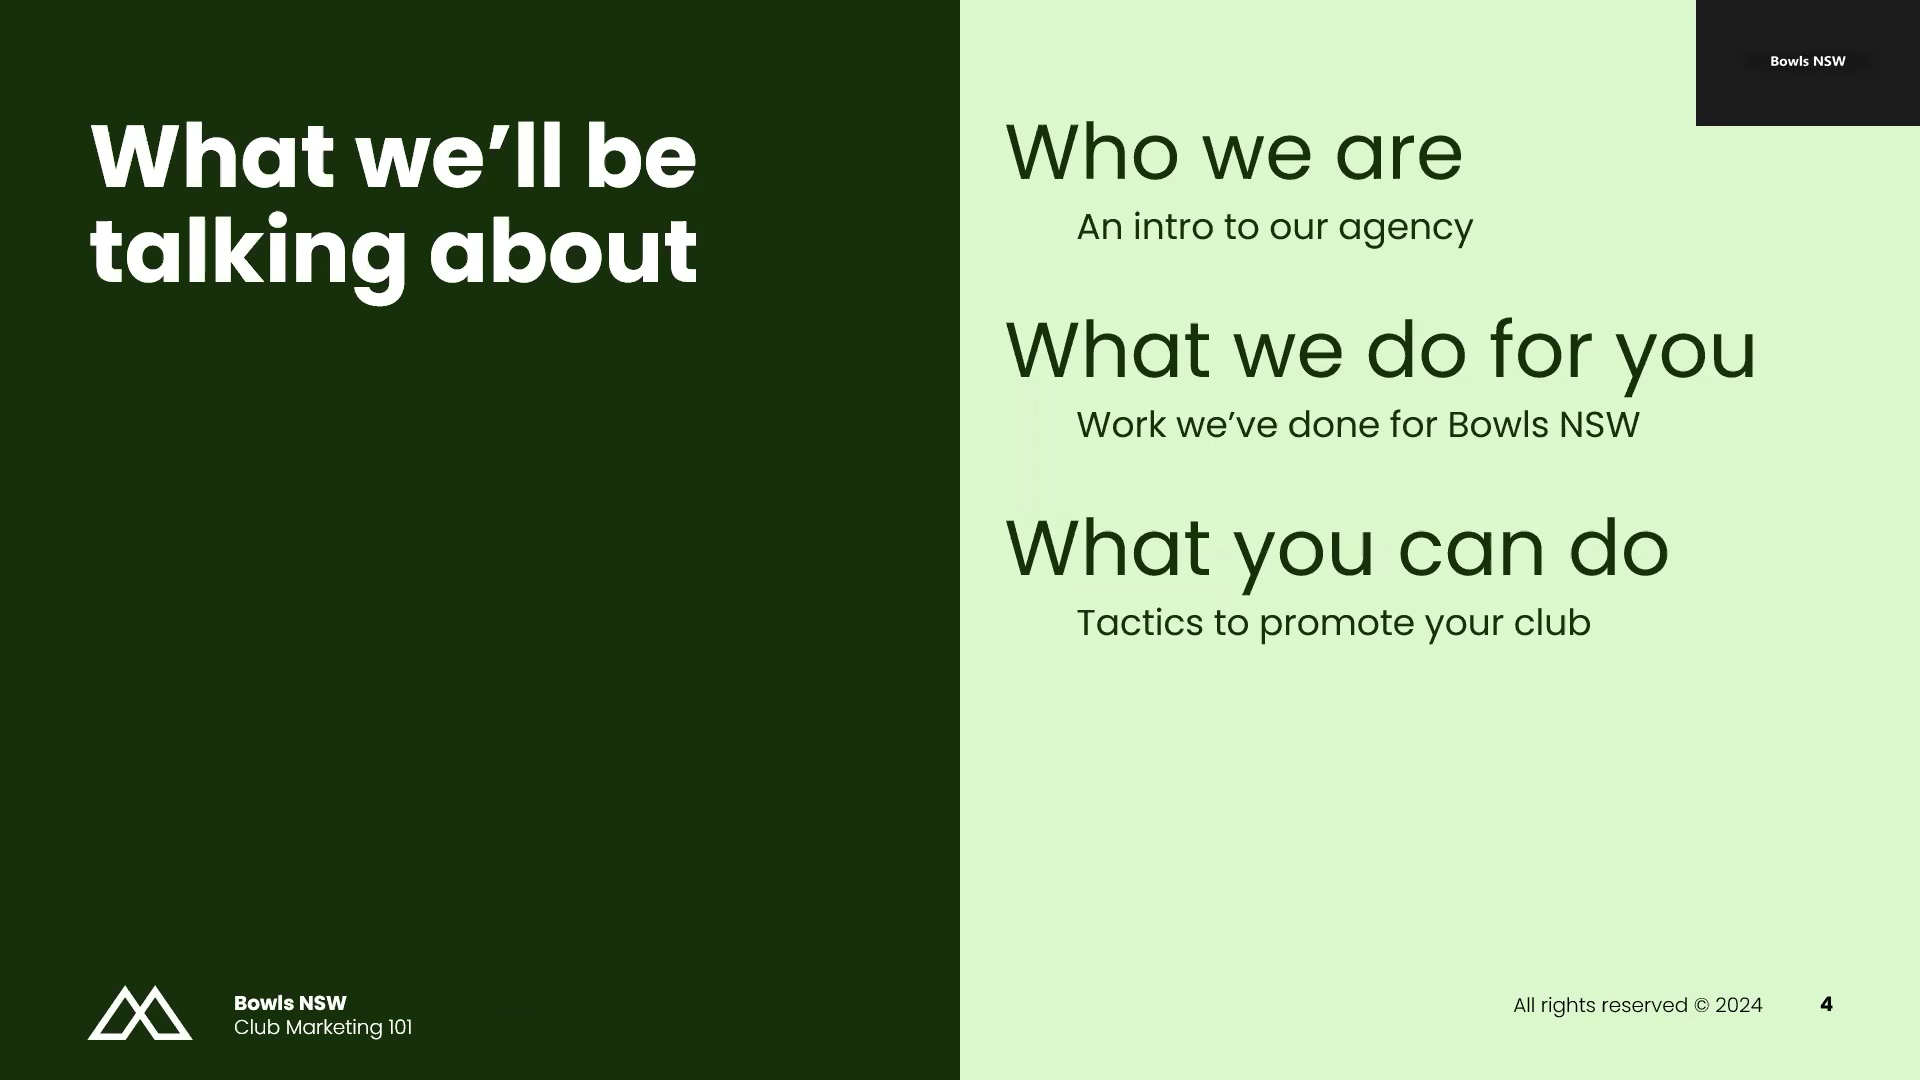 What we’ll be
talking about
Who we are
An intro to our agency
What we do for you
Work we’ve done for Bowls NSW
What you can do
Tactics to promote your club
Bowls NSW
Bowls NSW
Club Marketing 101
All rights reserved © 2024
4